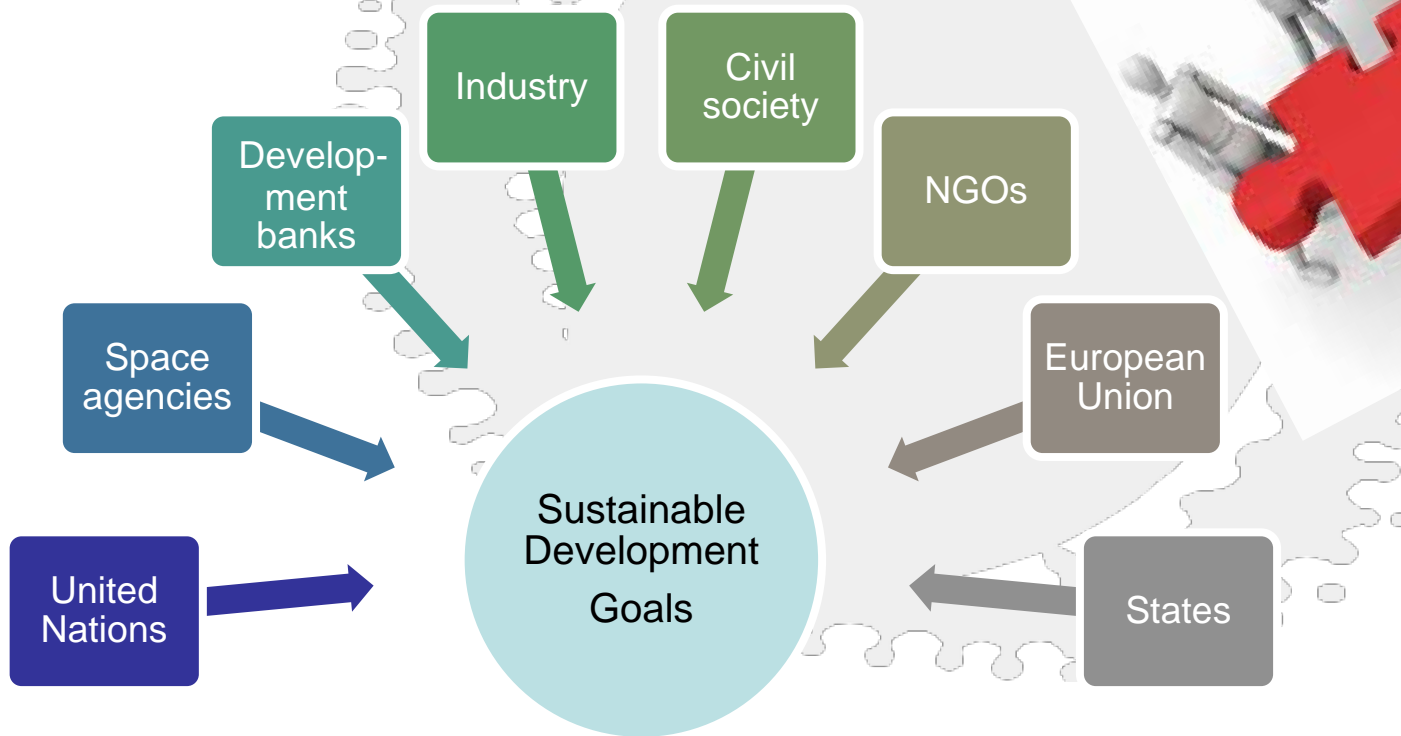 Industry
Civil
society
Develop-
ment
banks
NGOs
Space
agencies
European
Union
Sustainable
Development
Goals
United
Nations
States